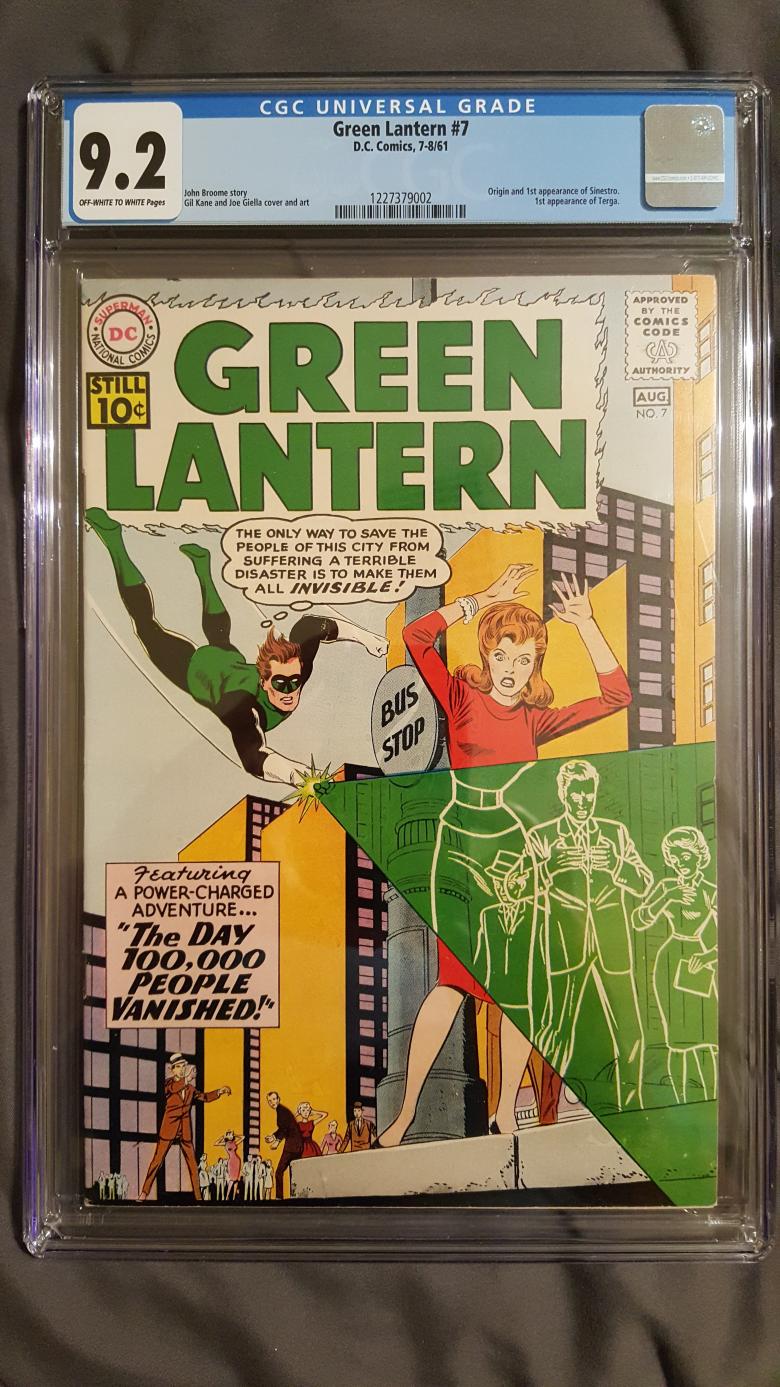 CGC UNIVERSAL GRADE
9.2
OFF-WHITE TO WHITE Pages
Green Lantern #7
D.C. Comics, 7-8/61
John Broome story
Gil Kane and Joe Giella cover and art
1227379002
Origin and 1st appearance of Sinestro.
1st appearance of Terga.
SUPERMAN
DC
NATIONAL COMICS
STILL
10¢
GREEN
LANTERN
APPROVED
BY THE
COMICS
CODE
AUTHORITY
AUG.
NO. 7
THE ONLY WAY TO SAVE THE
PEOPLE OF THIS CITY FROM
SUFFERING A TERRIBLE
DISASTER IS TO MAKE THEM
ALL INVISIBLE!
BUS
STOP
Featuring
A POWER-CHARGED
ADVENTURE...
"The DAY
100,000
PEOPLE
VANISHED!"